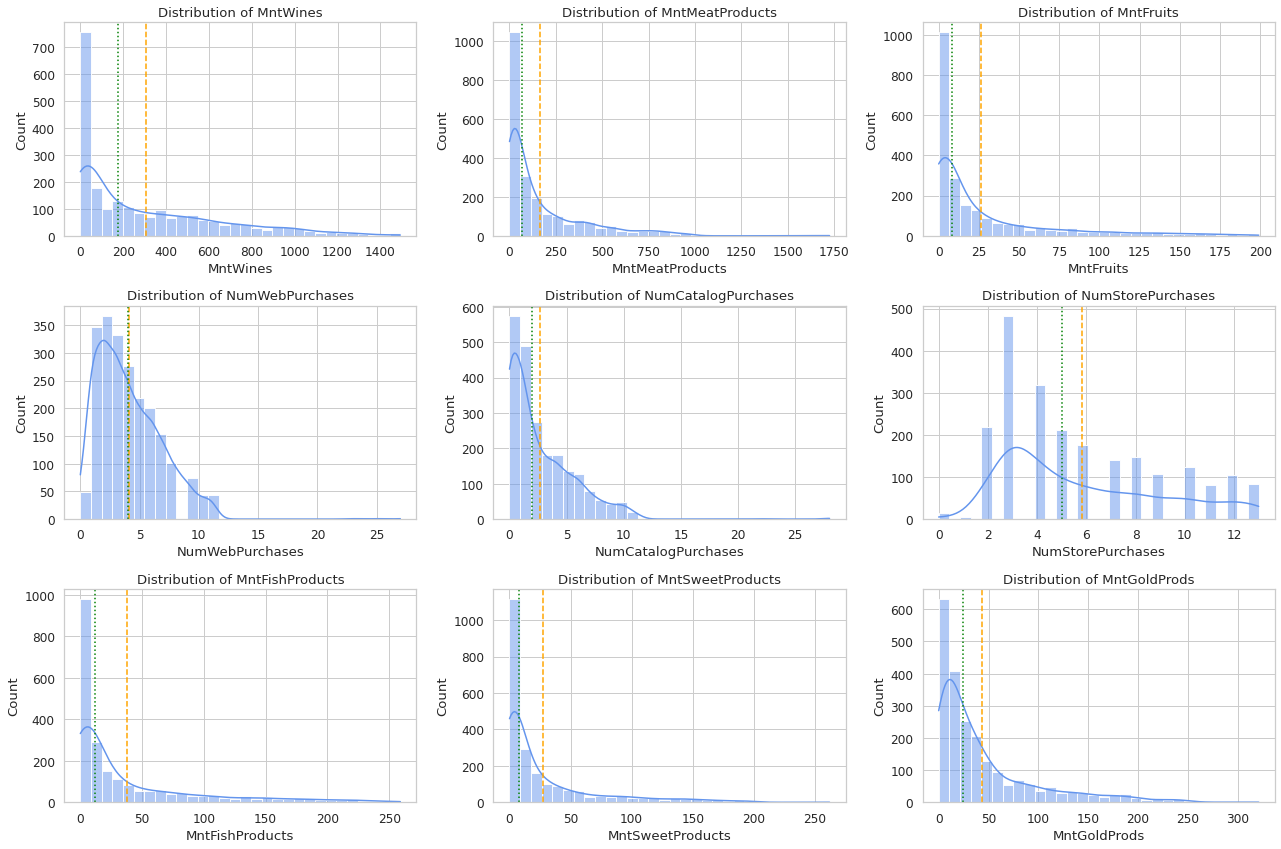 Distribution of MntWines
Distribution of MntMeatProducts
Distribution of MntFruits
700
600
500
400
300
200
100
0
Count
0 200 400 600 800 1000 1200 1400
MntWines
1000
800
600
400
200
0
Count
0 250 500 750 1000 1250 1500 1750
MntMeatProducts
1000
800
600
400
200
0
Count
0 25 50 75 100 125 150 175 200
MntFruits
Distribution of NumWebPurchases
Distribution of NumCatalogPurchases
Distribution of NumStorePurchases
350
300
250
200
150
100
50
0
Count
0 5 10 15 20 25
NumWebPurchases
600
500
400
300
200
100
0
Count
0 5 10 15 20 25
NumCatalogPurchases
500
400
300
200
100
0
Count
0 2 4 6 8 10 12
NumStorePurchases
Distribution of MntFishProducts
Distribution of MntSweetProducts
Distribution of MntGoldProds
1000
800
600
400
200
0
Count
0 50 100 150 200 250
MntFishProducts
1000
800
600
400
200
0
Count
0 50 100 150 200 250
MntSweetProducts
600
500
400
300
200
100
0
Count
0 50 100 150 200 250 300
MntGoldProds